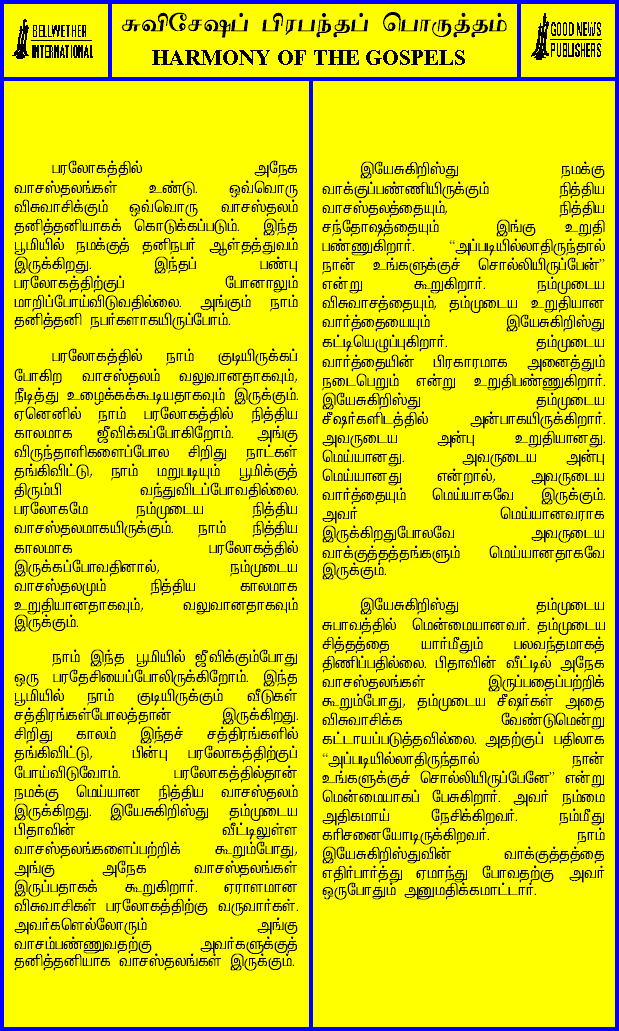 BELLWETHER
INTERNATIONAL
சுவிசேஷப் பிரபந்தப் பொருத்தம்
HARMONY OF THE GOSPELS
GOOD NEWS
PUBLISHERS
பரலோகத்தில் அநேக
வாசஸ்தலங்கள் உண்டு. ஒவ்வொரு
விசுவாசிக்கும் ஒவ்வொரு வாசஸ்தலம்
தனித்தனியாகக் கொடுக்கப்படும். இந்த
பூமியில் நமக்குத் தனிநபர் ஆள்தத்துவம்
இருக்கிறது. இந்தப் பண்பு
பரலோகத்திற்குப் போனாலும்
மாறிப்போய்விடுவதில்லை. அங்கும் நாம்
தனித்தனி நபர்களாகயிருப்போம்.
பரலோகத்தில் நாம் குடியிருக்கப்
போகிற வாசஸ்தலம் வலுவானதாகவும்,
நீடித்து உழைக்கக்கூடியதாகவும் இருக்கும்.
ஏனெனில் நாம் பரலோகத்தில் நித்திய
காலமாக ஜீவிக்கப்போகிறோம். அங்கு
விருந்தாளிகளைப்போல சிறிது நாட்கள்
தங்கிவிட்டு, நாம் மறுபடியும் பூமிக்குத்
திரும்பி வந்துவிடப்போவதில்லை.
பரலோகமே நம்முடைய நித்திய
வாசஸ்தலமாகயிருக்கும். நாம் நித்திய
காலமாக பரலோகத்தில்
இருக்கப்போவதினால், நம்முடைய
வாசஸ்தலமும் நித்திய காலமாக
உறுதியானதாகவும், வலுவானதாகவும்
இருக்கும்.
நாம் இந்த பூமியில் ஜீவிக்கும்போது
ஒரு பரதேசியைப்போலிருக்கிறோம். இந்த
பூமியில் நாம் குடியிருக்கும் வீடுகள்
சத்திரங்கள்போலத்தான் இருக்கிறது.
சிறிது காலம் இந்தச் சத்திரங்களில்
தங்கிவிட்டு, பின்பு பரலோகத்திற்குப்
போய்விடுவோம். பரலோகத்தில்தான்
நமக்கு மெய்யான நித்திய வாசஸ்தலம்
இருக்கிறது. இயேசுகிறிஸ்து தம்முடைய
பிதாவின் வீட்டிலுள்ள
வாசஸ்தலங்களைப்பற்றிக் கூறும்போது,
அங்கு அநேக வாசஸ்தலங்கள்
இருப்பதாகக் கூறுகிறார். ஏராளமான
விசுவாசிகள் பரலோகத்திற்கு வருவார்கள்.
அவர்களெல்லோரும் அங்கு
வாசம்பண்ணுவதற்கு அவர்களுக்குத்
தனித்தனியாக வாசஸ்தலங்கள் இருக்கும்.
இயேசுகிறிஸ்து நமக்கு
வாக்குப்பண்ணியிருக்கும் நித்திய
வாசஸ்தலத்தையும், நித்திய
சந்தோஷத்தையும் இங்கு உறுதி
பண்ணுகிறார். “அப்படியில்லாதிருந்தால்
நான் உங்களுக்குச் சொல்லியிருப்பேன்”
என்று கூறுகிறார். நம்முடைய
விசுவாசத்தையும், தம்முடைய உறுதியான
வார்த்தையையும் இயேசுகிறிஸ்து
கட்டியெழுப்புகிறார். தம்முடைய
வார்த்தையின் பிரகாரமாக அனைத்தும்
நடைபெறும் என்று உறுதிபண்ணுகிறார்.
இயேசுகிறிஸ்து தம்முடைய
சீஷர்களிடத்தில் அன்பாகயிருக்கிறார்.
அவருடைய அன்பு உறுதியானது.
மெய்யானது. அவருடைய அன்பு
மெய்யானது என்றால், அவருடைய
வார்த்தையும் மெய்யாகவே இருக்கும்.
அவர் மெய்யானவராக
இருக்கிறதுபோலவே அவருடைய
வாக்குத்தத்தங்களும் மெய்யானதாகவே
இருக்கும்.
இயேசுகிறிஸ்து தம்முடைய
சுபாவத்தில் மென்மையானவர். தம்முடைய
சித்தத்தை யார்மீதும் பலவந்தமாகத்
திணிப்பதில்லை. பிதாவின் வீட்டில் அநேக
வாசஸ்தலங்கள் இருப்பதைப்பற்றிக்
கூறும்போது, தம்முடைய சீஷர்கள் அதை
விசுவாசிக்க வேண்டுமென்று
கட்டாயப்படுத்தவில்லை. அதற்குப் பதிலாக
“அப்படியில்லாதிருந்தால் நான்
உங்களுக்குச் சொல்லியிருப்பேனே” என்று
மென்மையாகப் பேசுகிறார். அவர் நம்மை
அதிகமாய் நேசிக்கிறவர். நம்மீது
கரிசனையோடிருக்கிறவர். நாம்
இயேசுகிறிஸ்துவின் வாக்குத்தத்தை
எதிர்பார்த்து ஏமாந்து போவதற்கு அவர்
ஒருபோதும் அனுமதிக்கமாட்டார்.